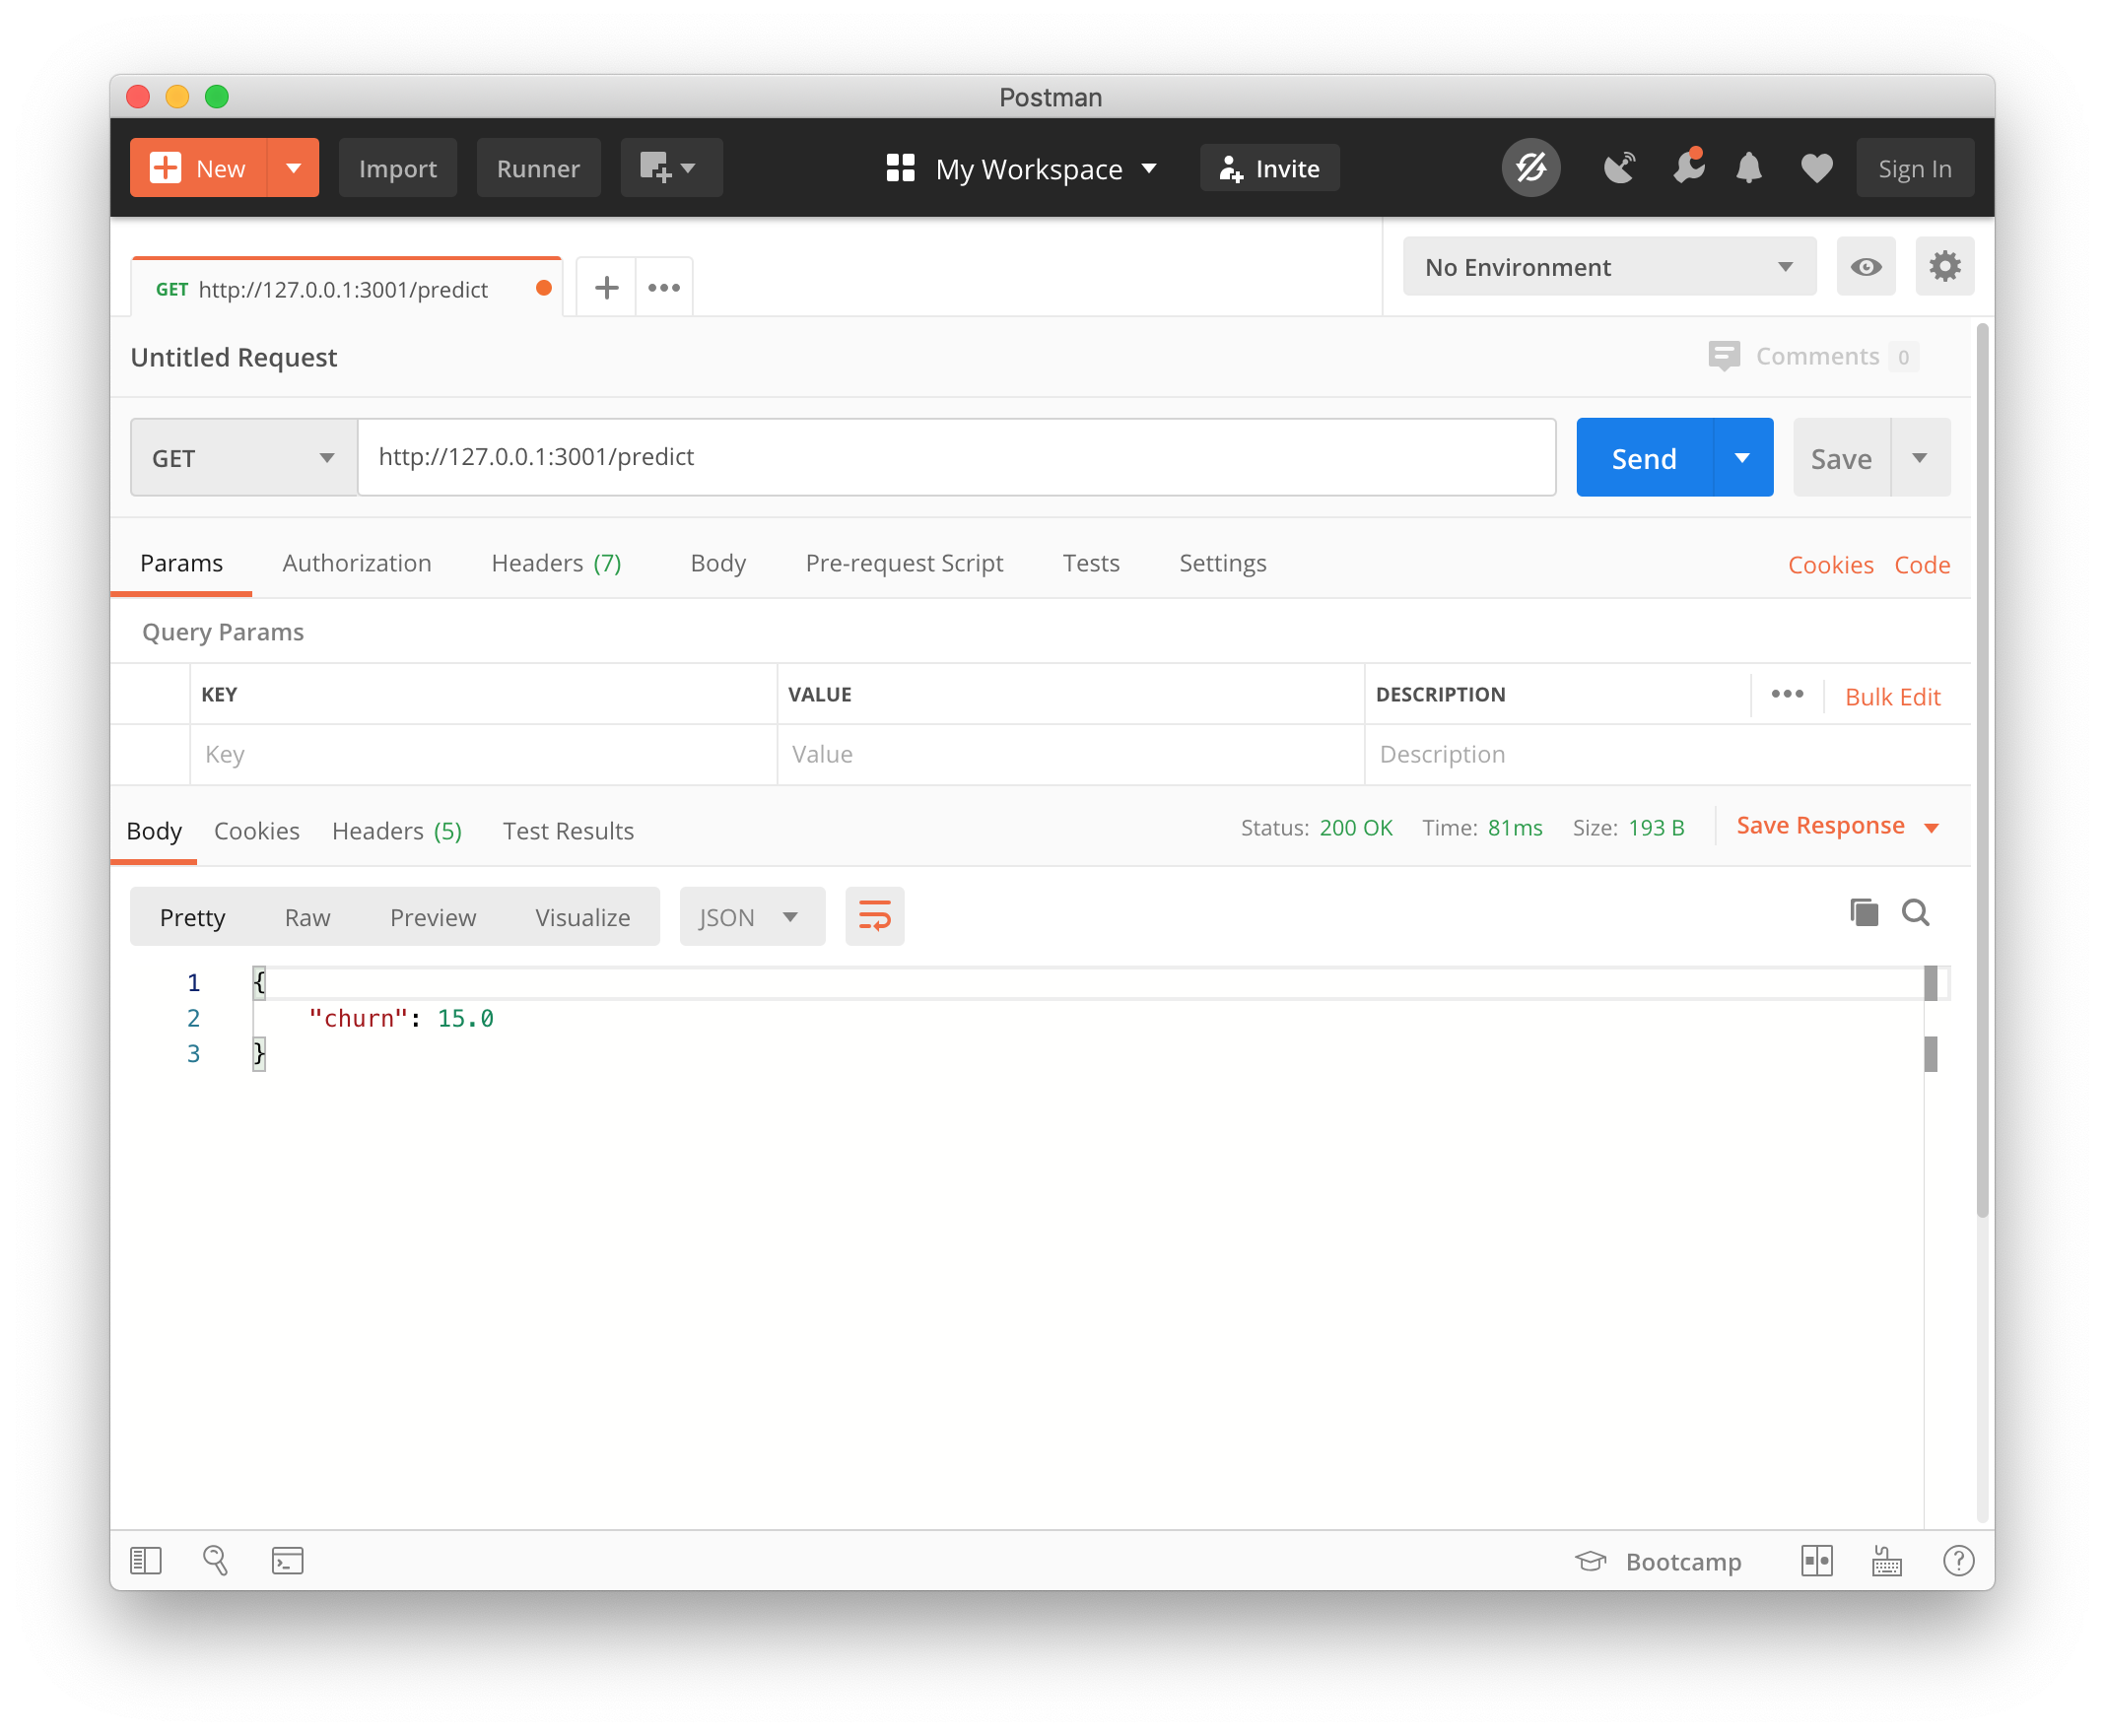 Postman
New Import Runner My Workspace Invite Sign In
GET http://127.0.0.1:3001/predict No Environment
Untitled Request Comments 0
GET http://127.0.0.1:3001/predict Send Save
Params Authorization Headers (7) Body Pre-request Script Tests Settings Cookies Code
Query Params
KEY VALUE DESCRIPTION Bulk Edit
Key Value Description
Body Cookies Headers (5) Test Results Status: 200 OK Time: 81ms Size: 193 B Save Response
Pretty Raw Preview Visualize JSON
1 {
2 "churn": 15.0
3 }
Bootcamp